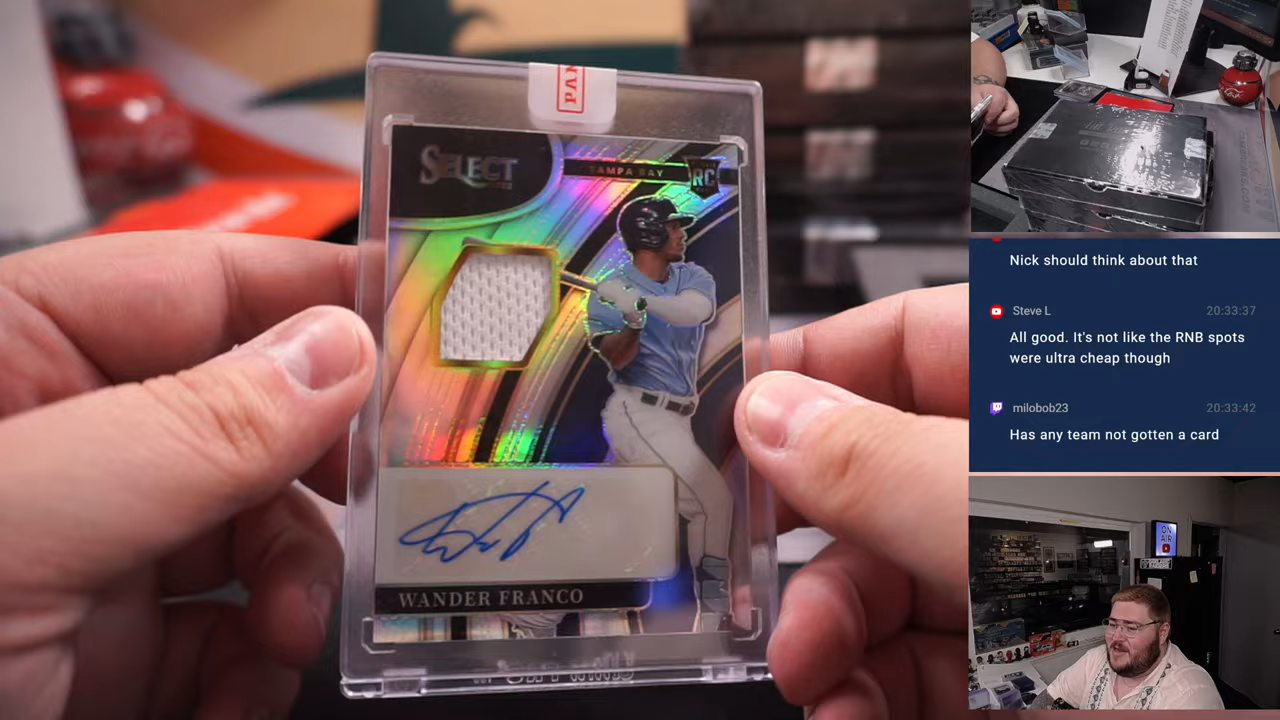 PAN
SELECT
TAMPA BAY
RC
WANDER FRANCO
Nick should think about that
Steve L
20:33:37
All good. It's not like the RNB spots
were ultra cheap though
milobob23
20:33:42
Has any team not gotten a card
ON
AIR